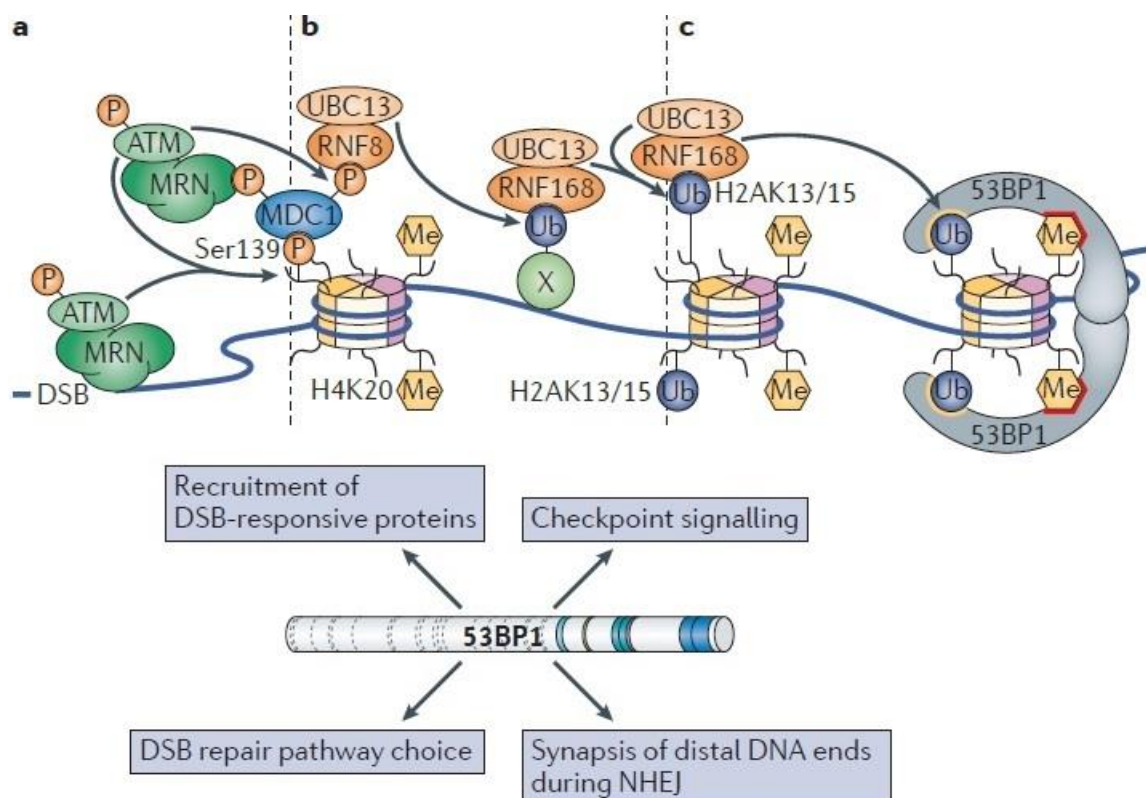 a
b
c
P
ATM
MRN
P
MDC1
P
UBC13
RNF8
P
Ser139
Me
P
ATM
MRN
DSB
H4K20
Me
UBC13
RNF168
Ub
X
UBC13
RNF168
Ub
H2AK13/15
Me
H2AK13/15
Ub
Me
53BP1
Ub
Me
Ub
Me
53BP1
Recruitment of
DSB-responsive proteins
Checkpoint signalling
53BP1
DSB repair pathway choice
Synapsis of distal DNA ends
during NHEJ